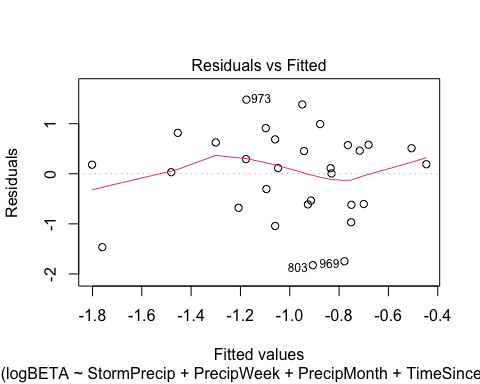 Residuals vs Fitted
Residuals
1
0
-1
-2
973
803
969
-1.8 -1.6 -1.4 -1.2 -1.0 -0.8 -0.6 -0.4
Fitted values
(logBETA ~ StormPrecip + PrecipWeek + PrecipMonth + TimeSince